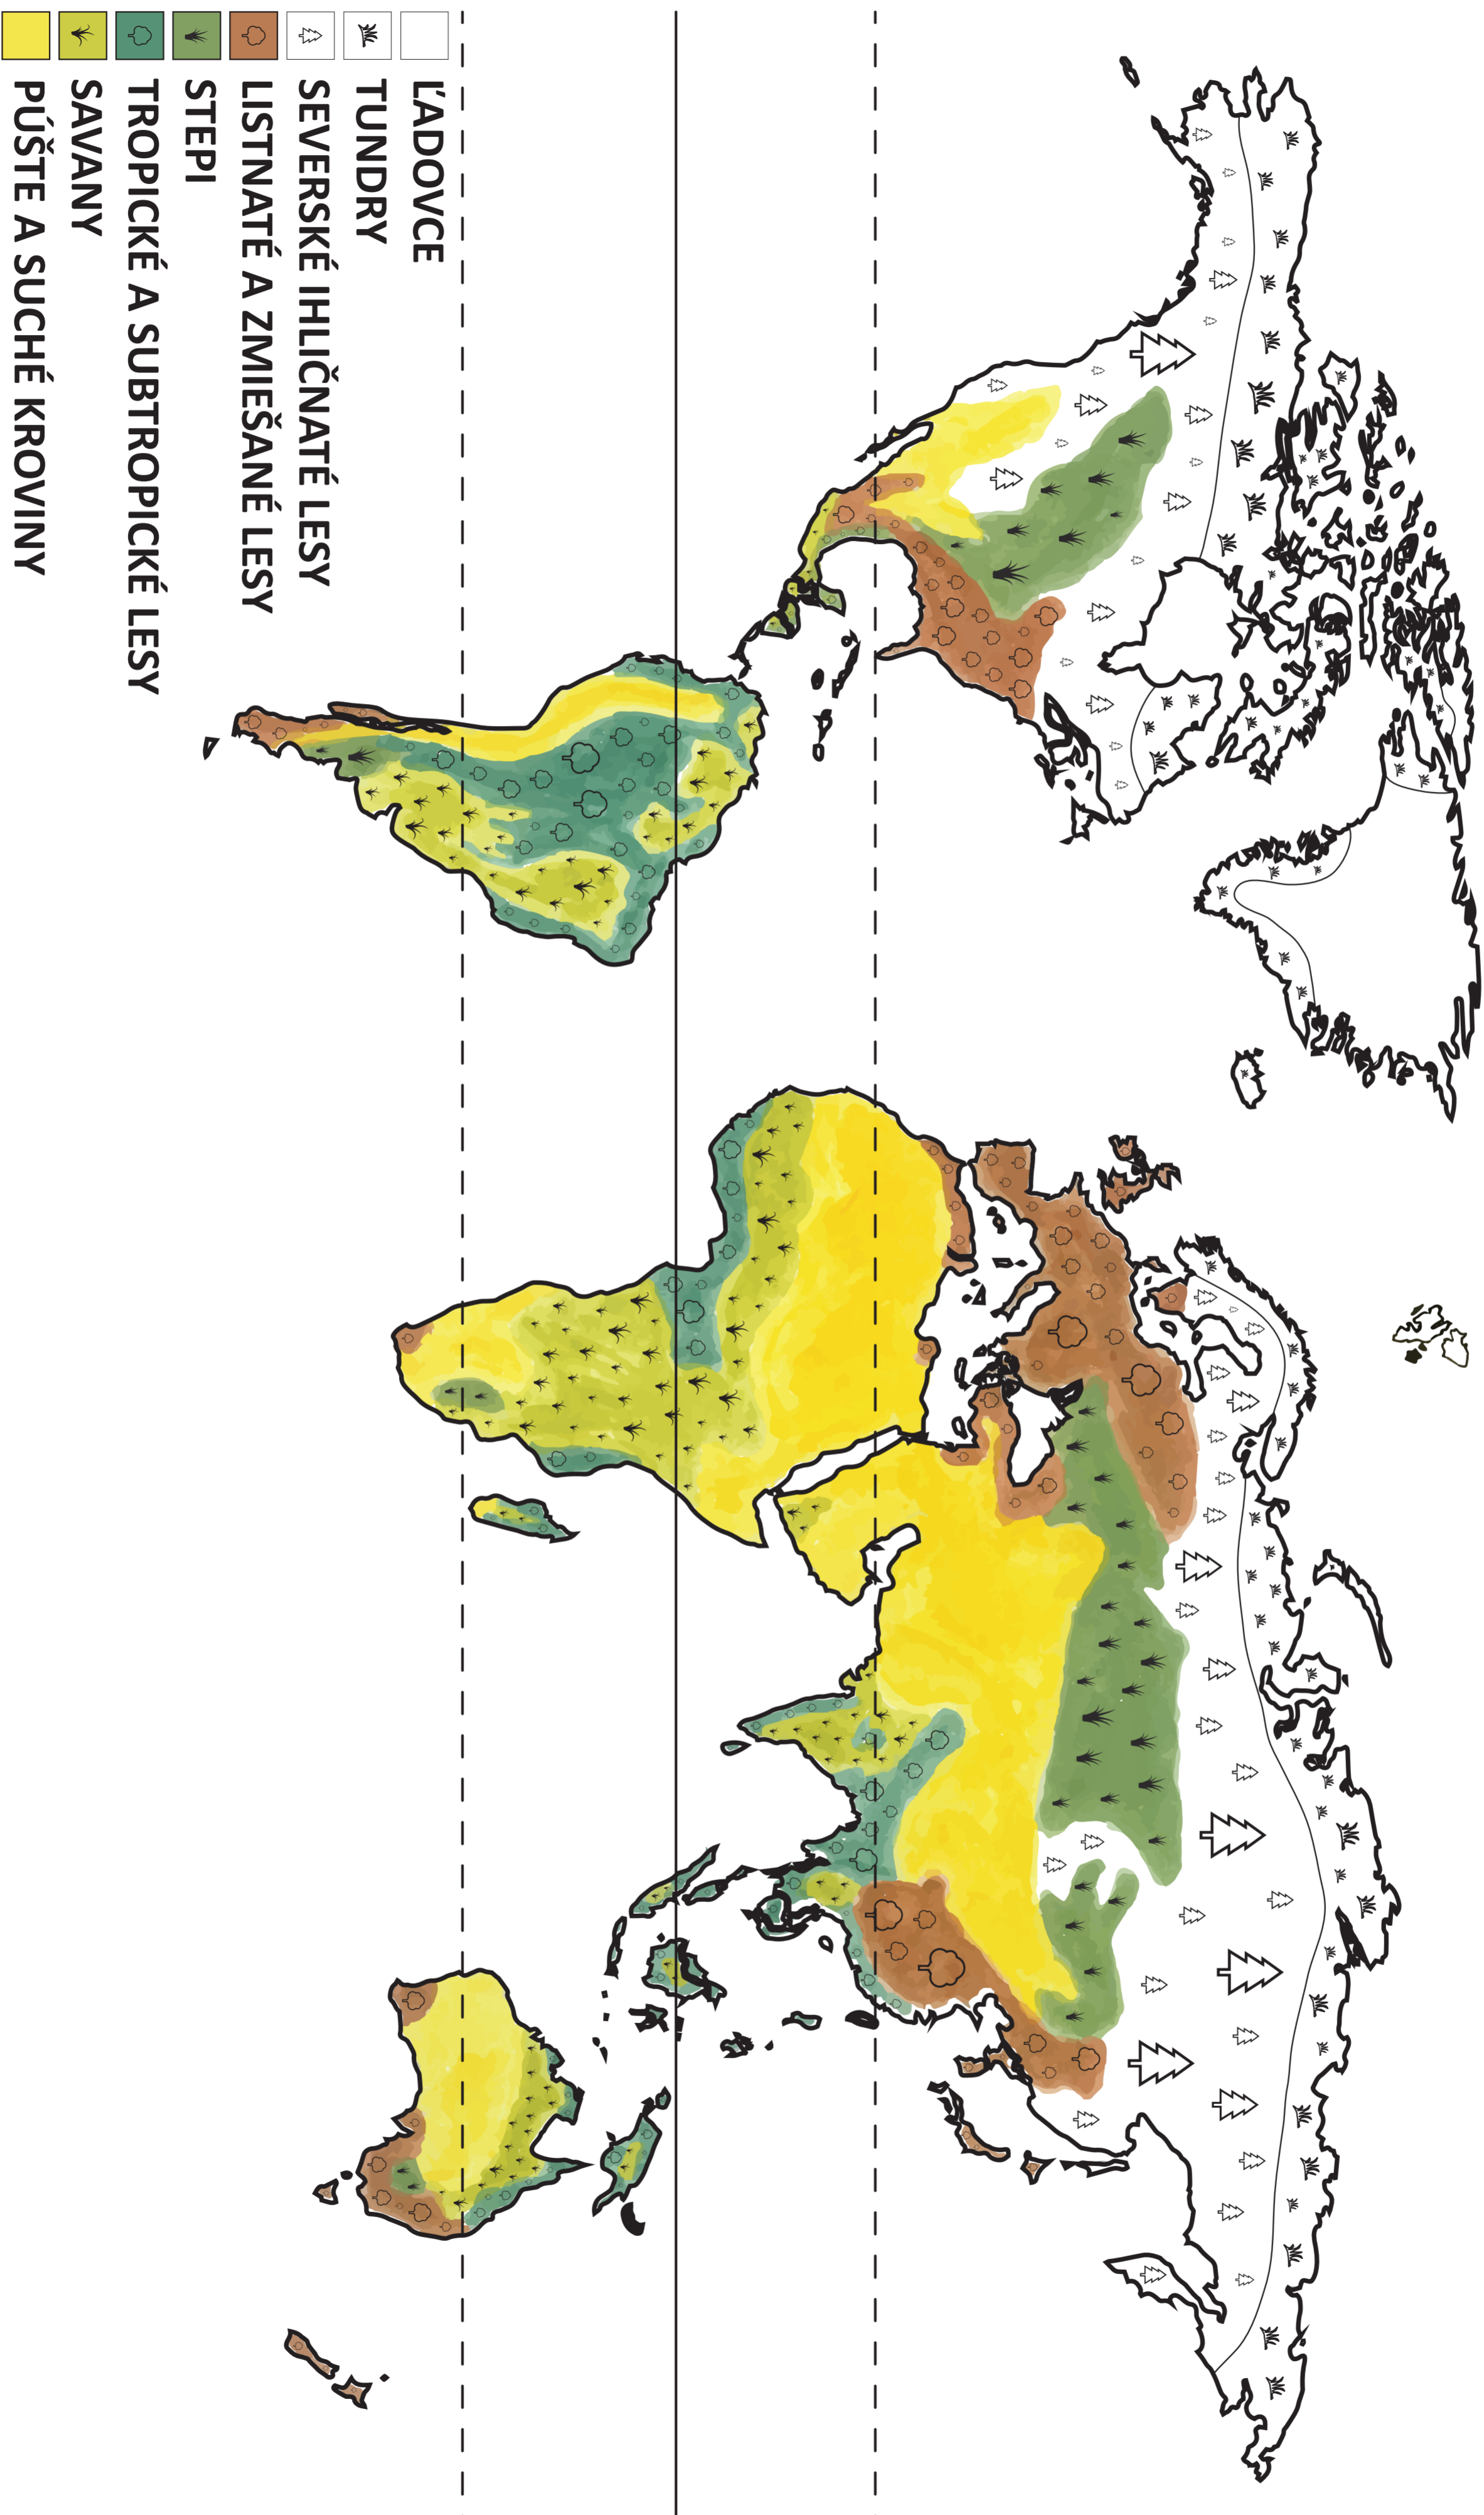 ĽADOVCE
TUNDRY
SEVERSKÉ IHLIČNATÉ LESY
LISTNATÉ A ZMIEŠANÉ LESY
STEPI
TROPICKÉ A SUBTROPICKÉ LESY
SAVANY
PÚŠTE A SUCHÉ KROVINY